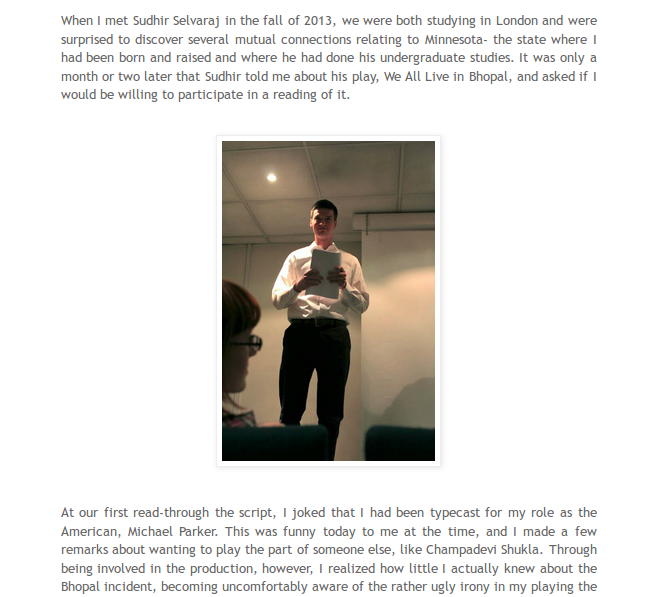 When I met Sudhir Selvaraj in the fall of 2013, we were both studying in London and were
surprised to discover several mutual connections relating to Minnesota- the state where I
had been born and raised and where he had done his undergraduate studies. It was only a
month or two later that Sudhir told me about his play, We All Live in Bhopal, and asked if I
would be willing to participate in a reading of it.
At our first read-through the script, I joked that I had been typecast for my role as the
American, Michael Parker. This was funny today to me at the time, and I made a few
remarks about wanting to play the part of someone else, like Champadevi Shukla. Through
being involved in the production, however, I realized how little I actually knew about the
Bhopal incident, becoming uncomfortably aware of the rather ugly irony in my playing the